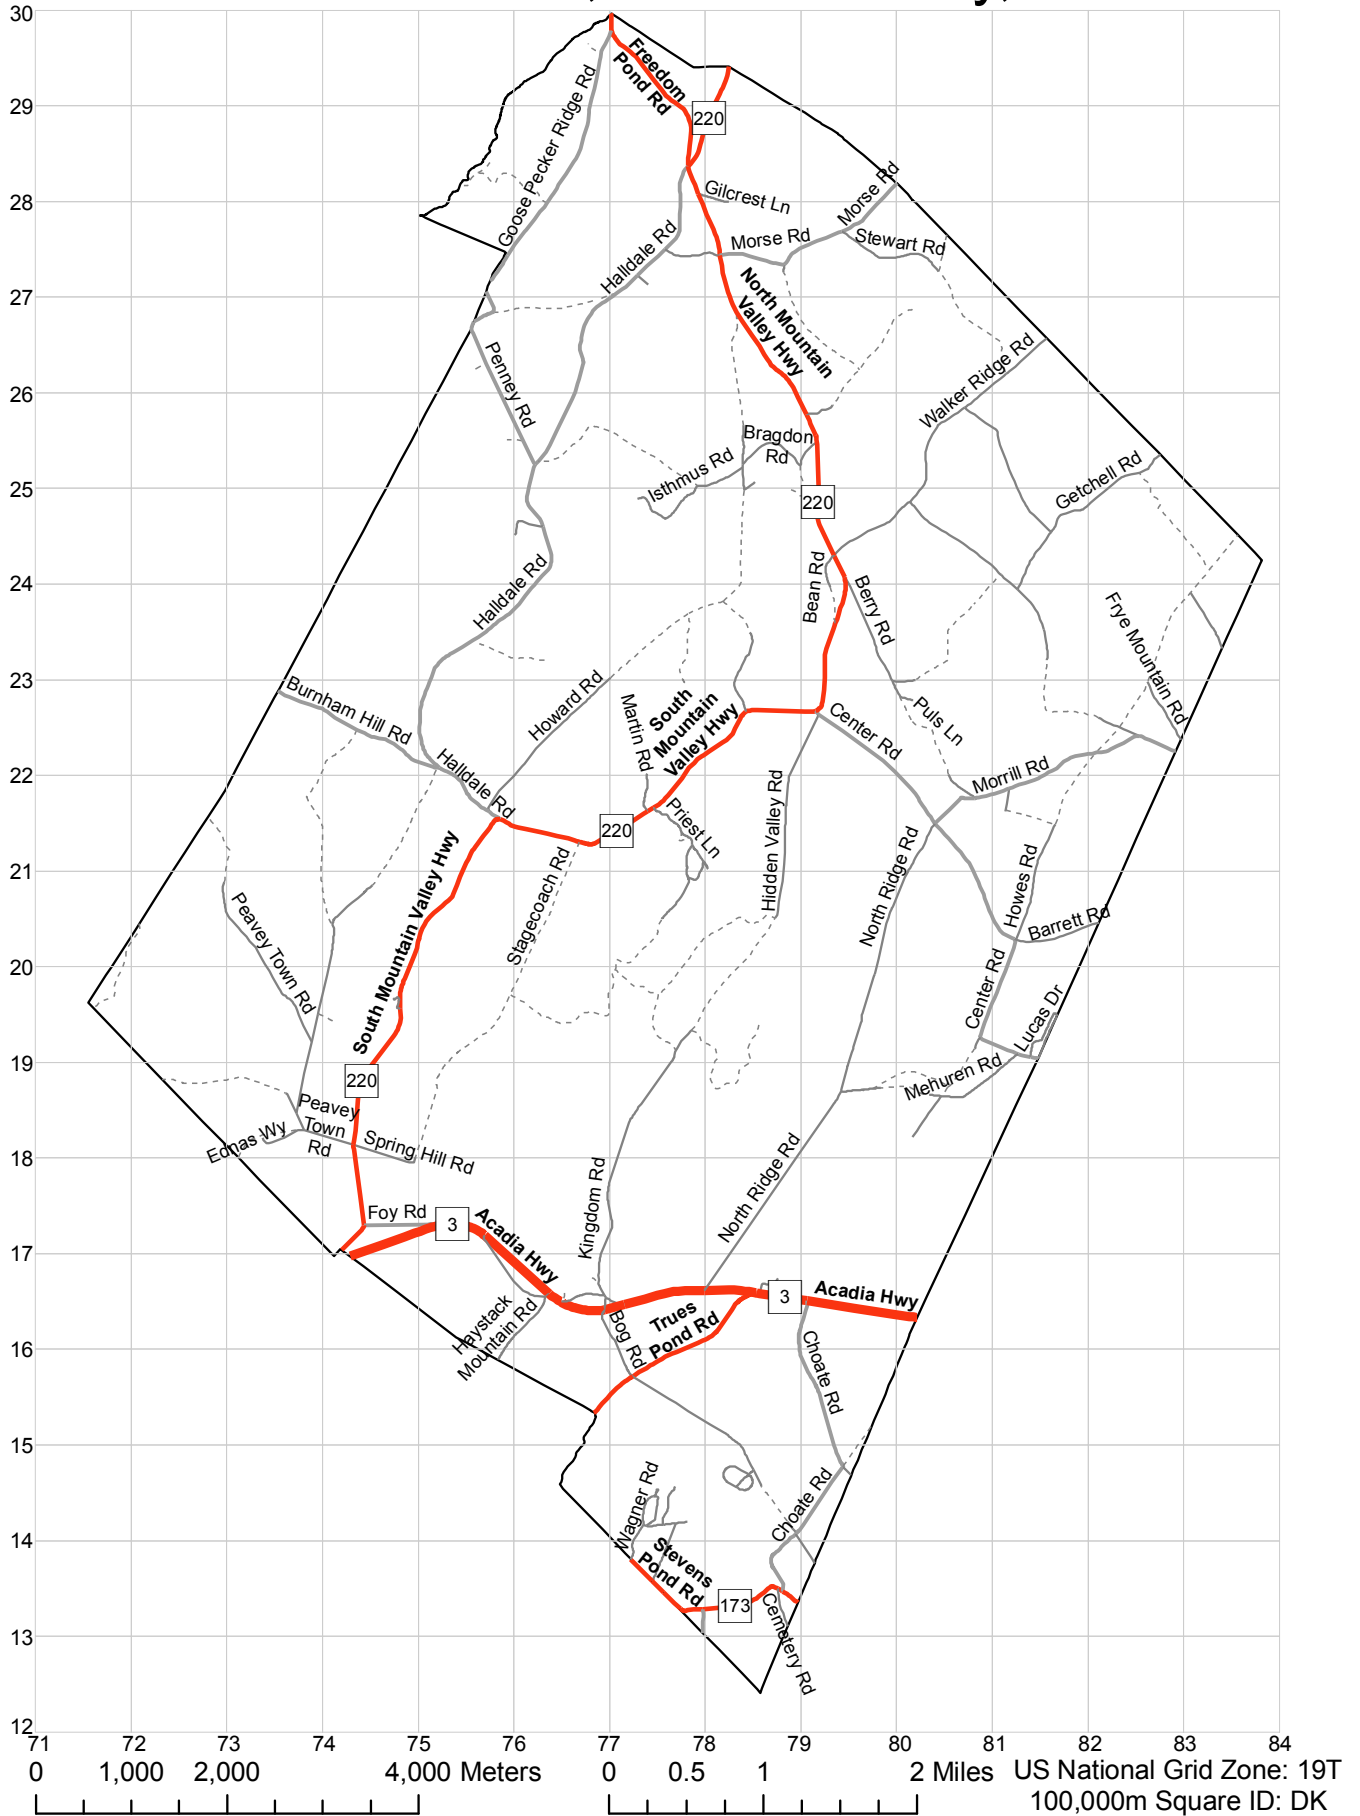 30
Freedom
Pond Rd
Goose Pecker Ridge Rd
29
220
28
Gilcrest Ln
Morse Rd
Morse Rd
Stewart Rd
Halldale Rd
27
North Mountain
Valley Hwy
Penney Rd
Walker Ridge Rd
26
Bragdon
Rd
Isthmus Rd
Getchell Rd
25
220
Halldale Rd
24
Bean Rd
Berry Rd
Frye Mountain Rd
23
Burnham Hill Rd
Howard Rd
Martin Rd
South
Mountain
Valley Hwy
Puls Ln
Center Rd
22
Halldale Rd
Morrill Rd
Priest Ln
Hidden Valley Rd
220
21
South Mountain Valley Hwy
Stagecoach Rd
North Ridge Rd
Howes Rd
Barrett Rd
Peavey Town Rd
20
Center Rd
Lucas Dr
19
220
Mehuren Rd
Peavey
Town
Rd
Ednas Wy
Spring Hill Rd
18
Kingdom Rd
North Ridge Rd
Foy Rd
3
Acadia Hwy
17
3
Acadia Hwy
Haystack
Mountain Rd
Bog Rd
Trues
Pond Rd
16
Choate Rd
15
Wagner Rd
Choate Rd
14
Stevens
Pond Rd
173
Cemetery Rd
13
12
71 72 73 74 75 76 77 78 79 80 81 82 83 84
0 1,000 2,000 4,000 Meters 0 0.5 1 2 Miles US National Grid Zone: 19T
100,000m Square ID: DK